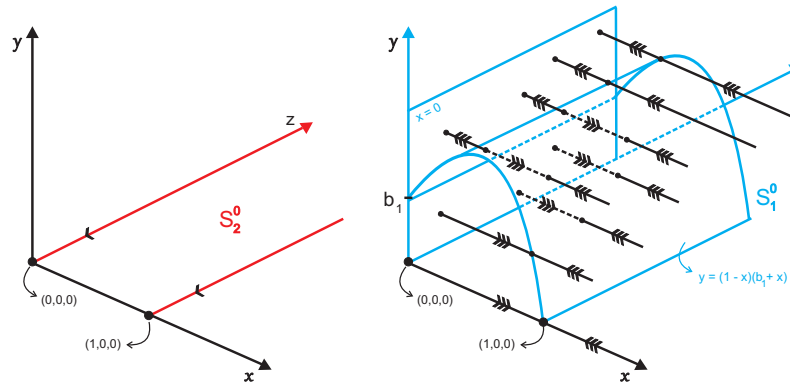 y
z
S₂⁰
(0,0,0)
(1,0,0)
x
y
x = 0
b₁
S₁⁰
y = (1 - x)(b₁+ x)
(0,0,0)
(1,0,0)
x